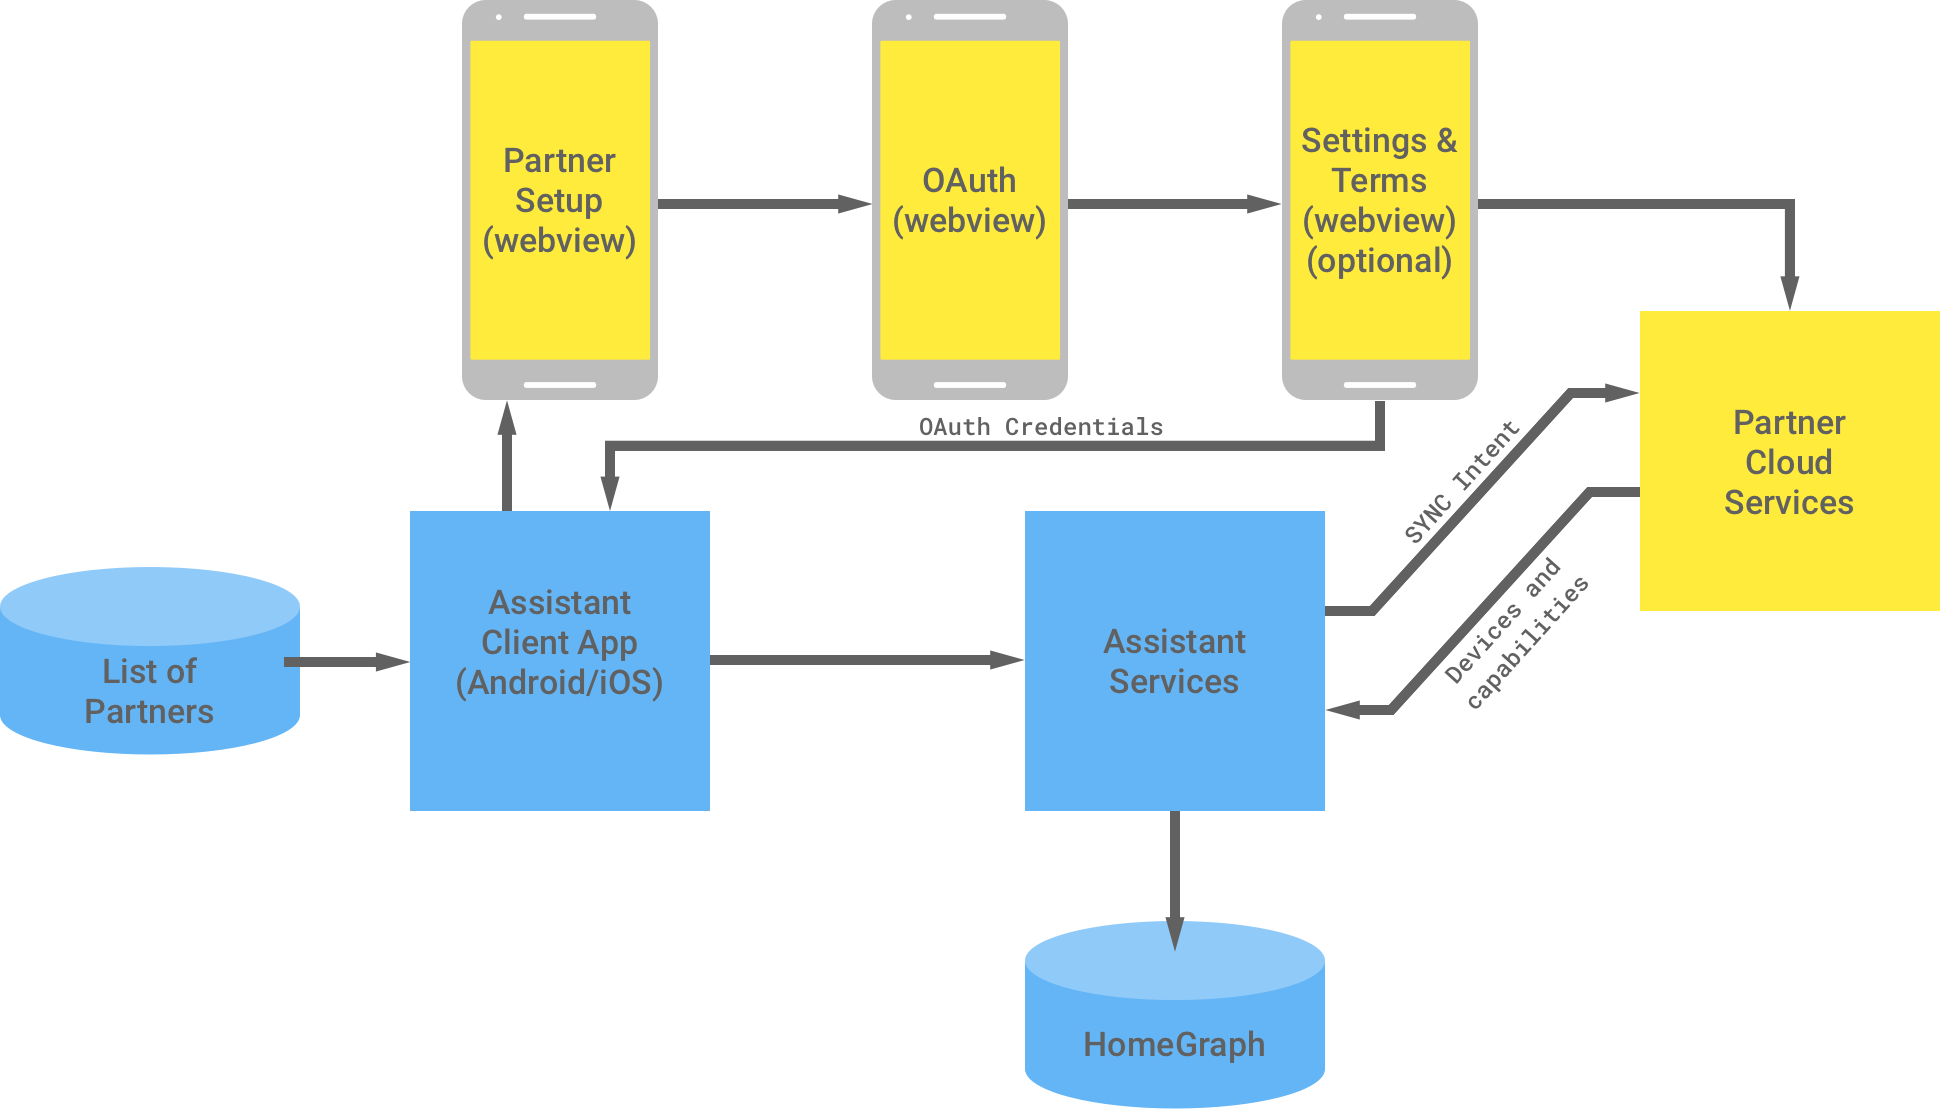 Partner
Setup
(webview)
OAuth
(webview)
Settings &
Terms
(webview)
(optional)
OAuth Credentials
SYNC Intent
Partner
Cloud
Services
Devices and
capabilities
Assistant
Client App
(Android/iOS)
Assistant
Services
List of
Partners
HomeGraph